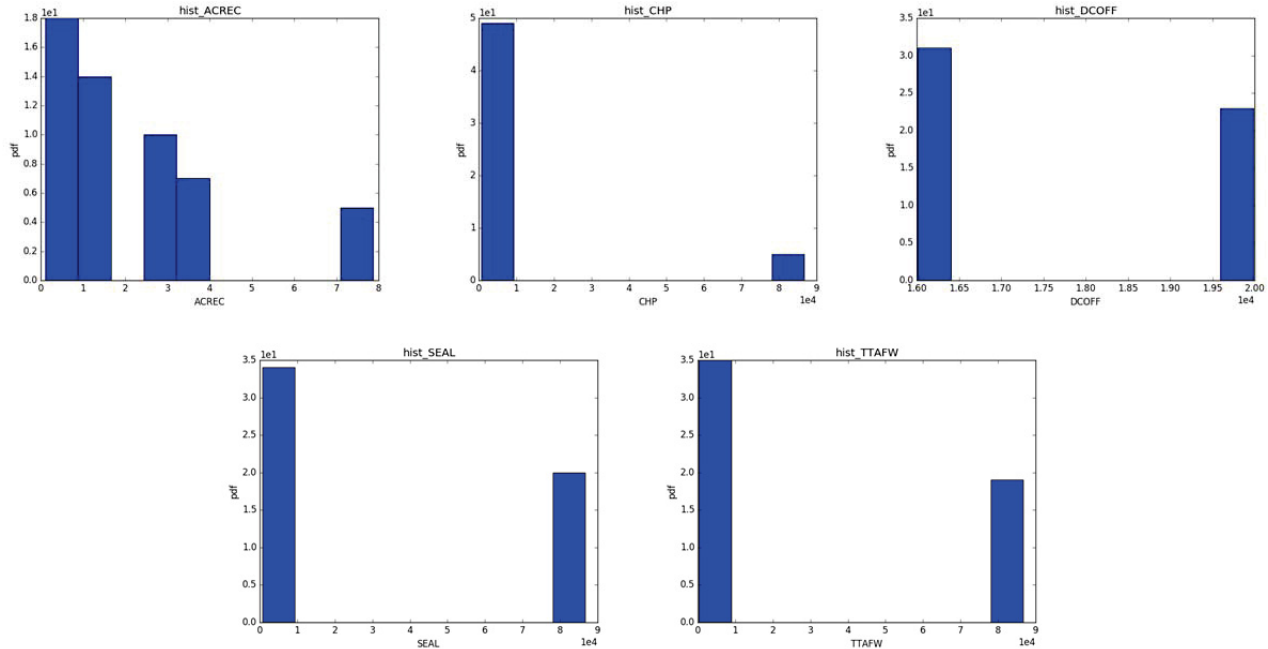 hist_ACREC
1e1
1.8
1.6
1.4
1.2
1.0
0.8
0.6
0.4
0.2
0.0
pdf
0 1 2 3 4 5 6 7 8
ACREC
hist_CHP
1e1
5
4
3
2
1
0
pdf
0 1 2 3 4 5 6 7 8 9
1e4
CHP
hist_DCOFF
1e1
3.5
3.0
2.5
2.0
1.5
1.0
0.5
0.0
pdf
1.60 1.65 1.70 1.75 1.80 1.85 1.90 1.95 2.00
1e4
DCOFF
hist_SEAL
1e1
3.5
3.0
2.5
2.0
1.5
1.0
0.5
0.0
pdf
0 1 2 3 4 5 6 7 8 9
1e4
SEAL
hist_TTAFW
1e1
3.5
3.0
2.5
2.0
1.5
1.0
0.5
0.0
pdf
0 1 2 3 4 5 6 7 8 9
1e4
TTAFW